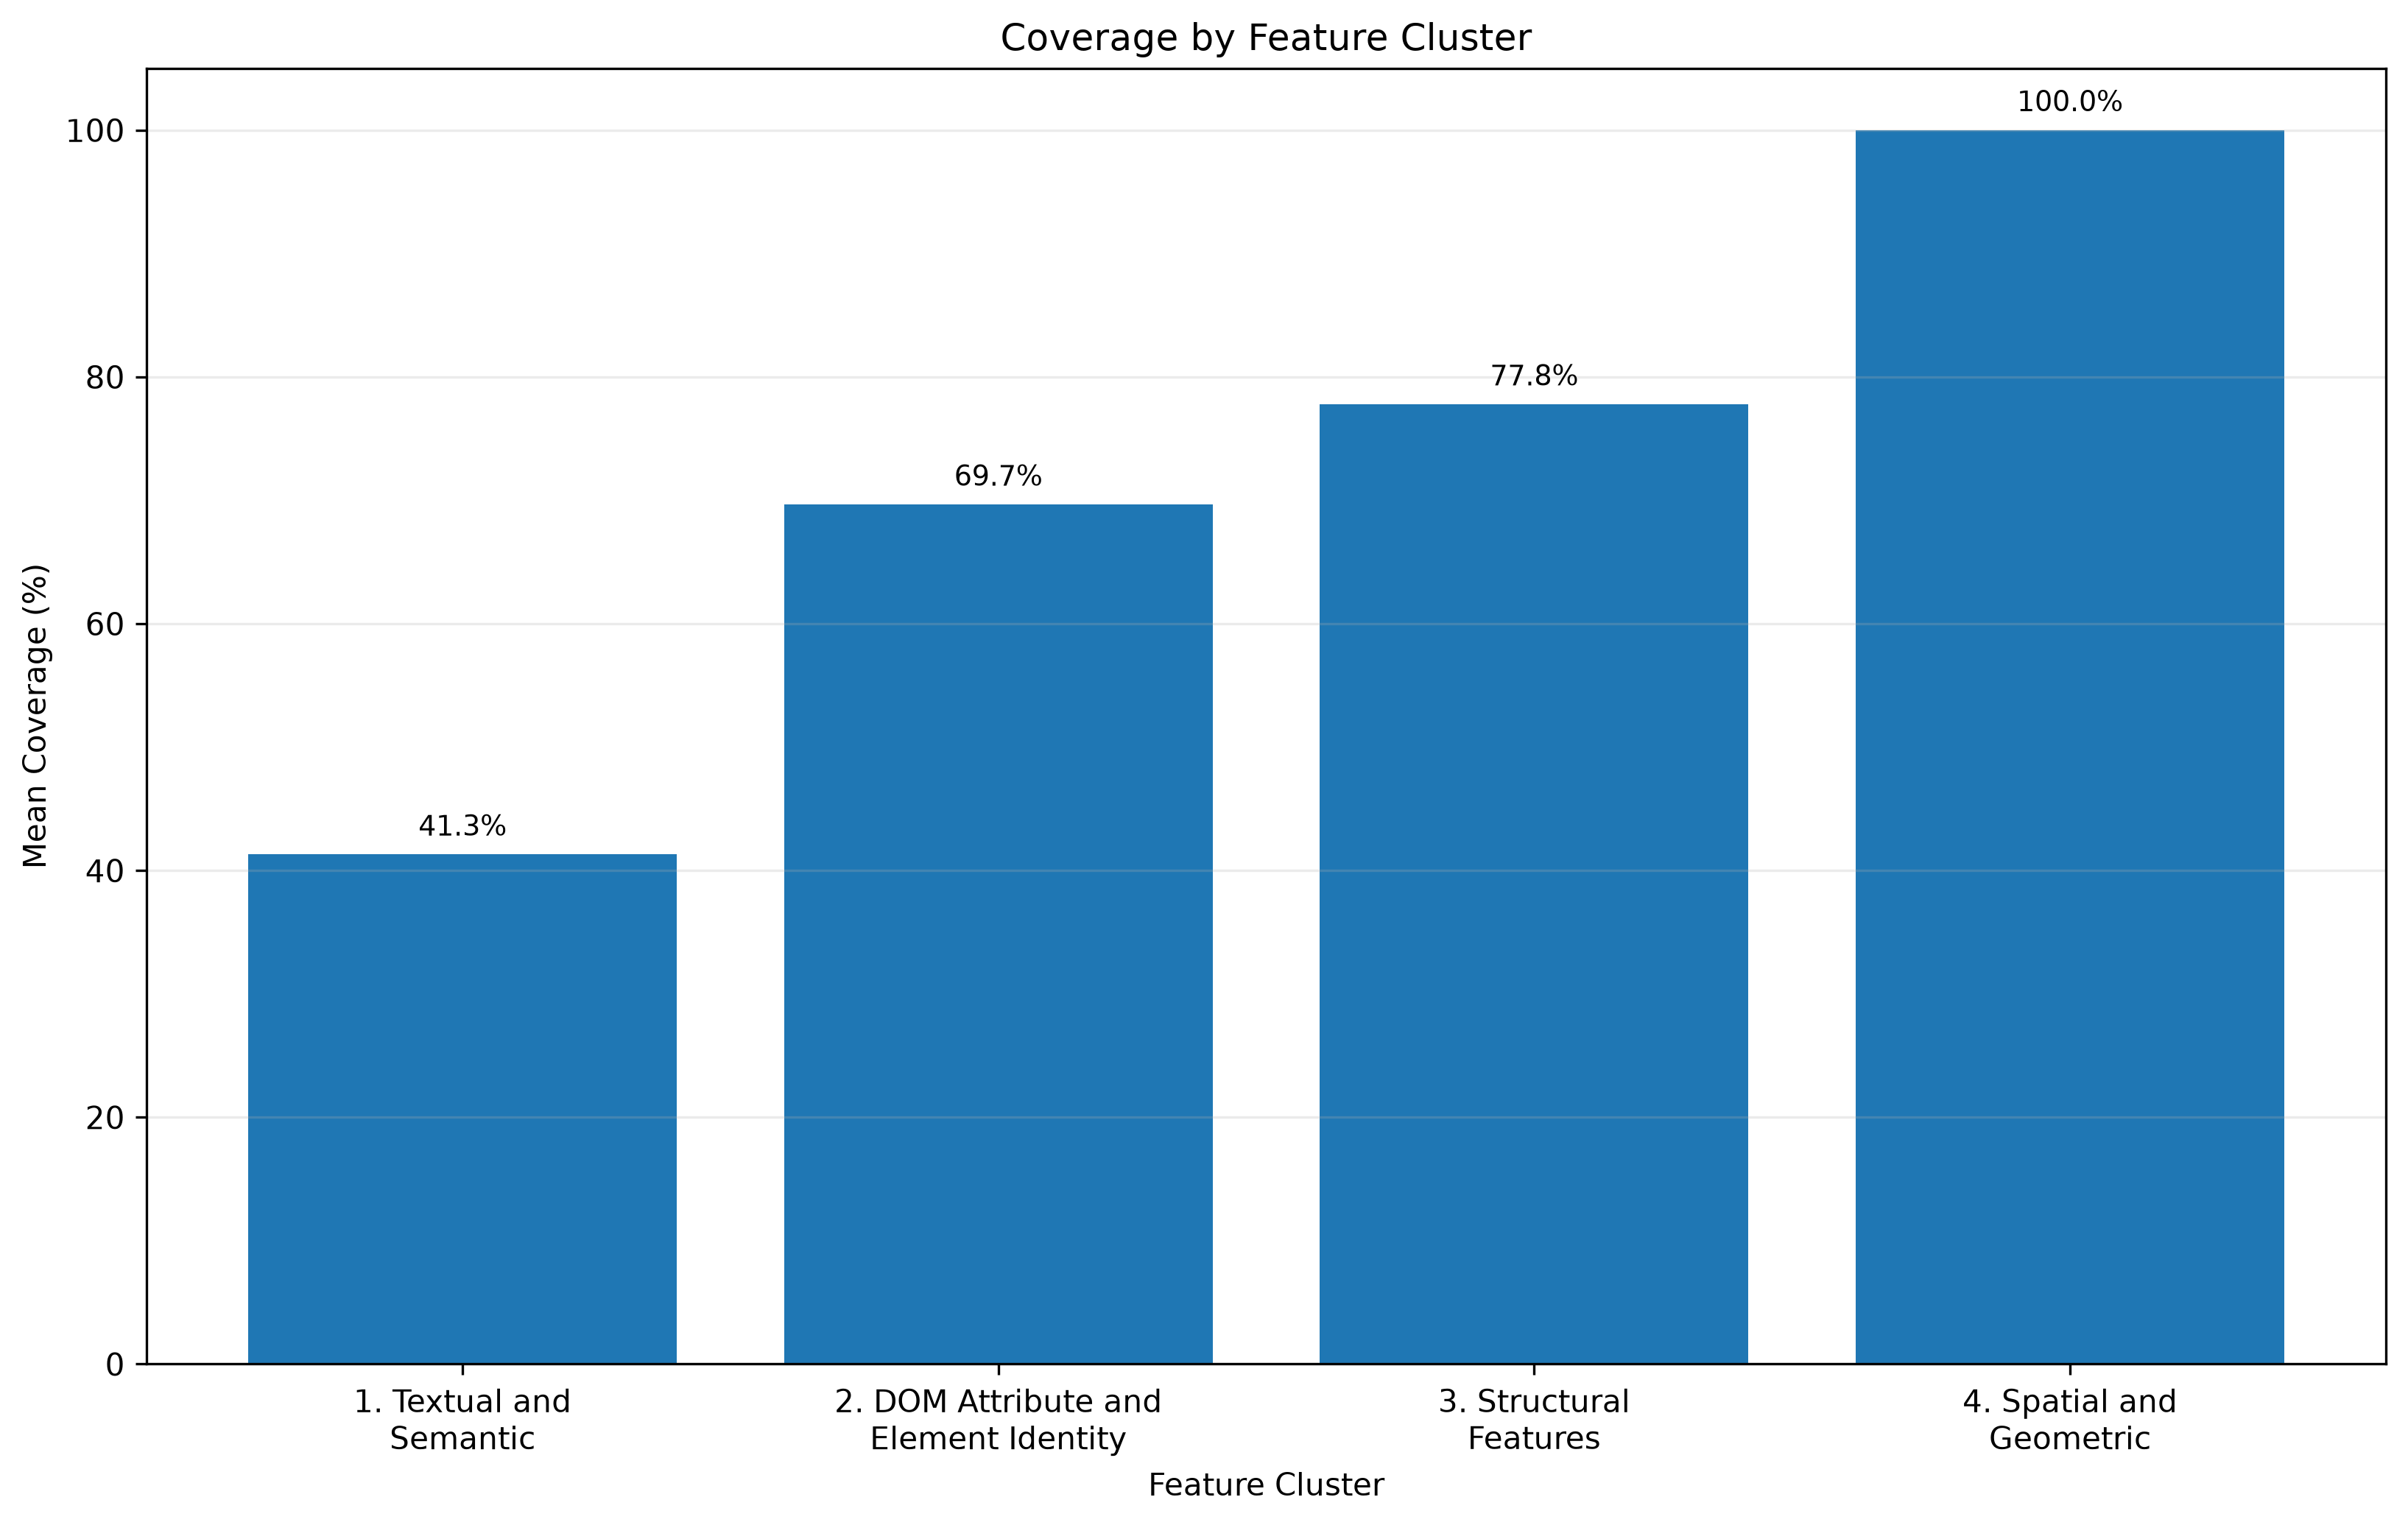 Coverage by Feature Cluster
Mean Coverage (%)
100
80
60
40
20
0
41.3%
69.7%
77.8%
100.0%
1. Textual and
Semantic
2. DOM Attribute and
Element Identity
3. Structural
Features
4. Spatial and
Geometric
Feature Cluster